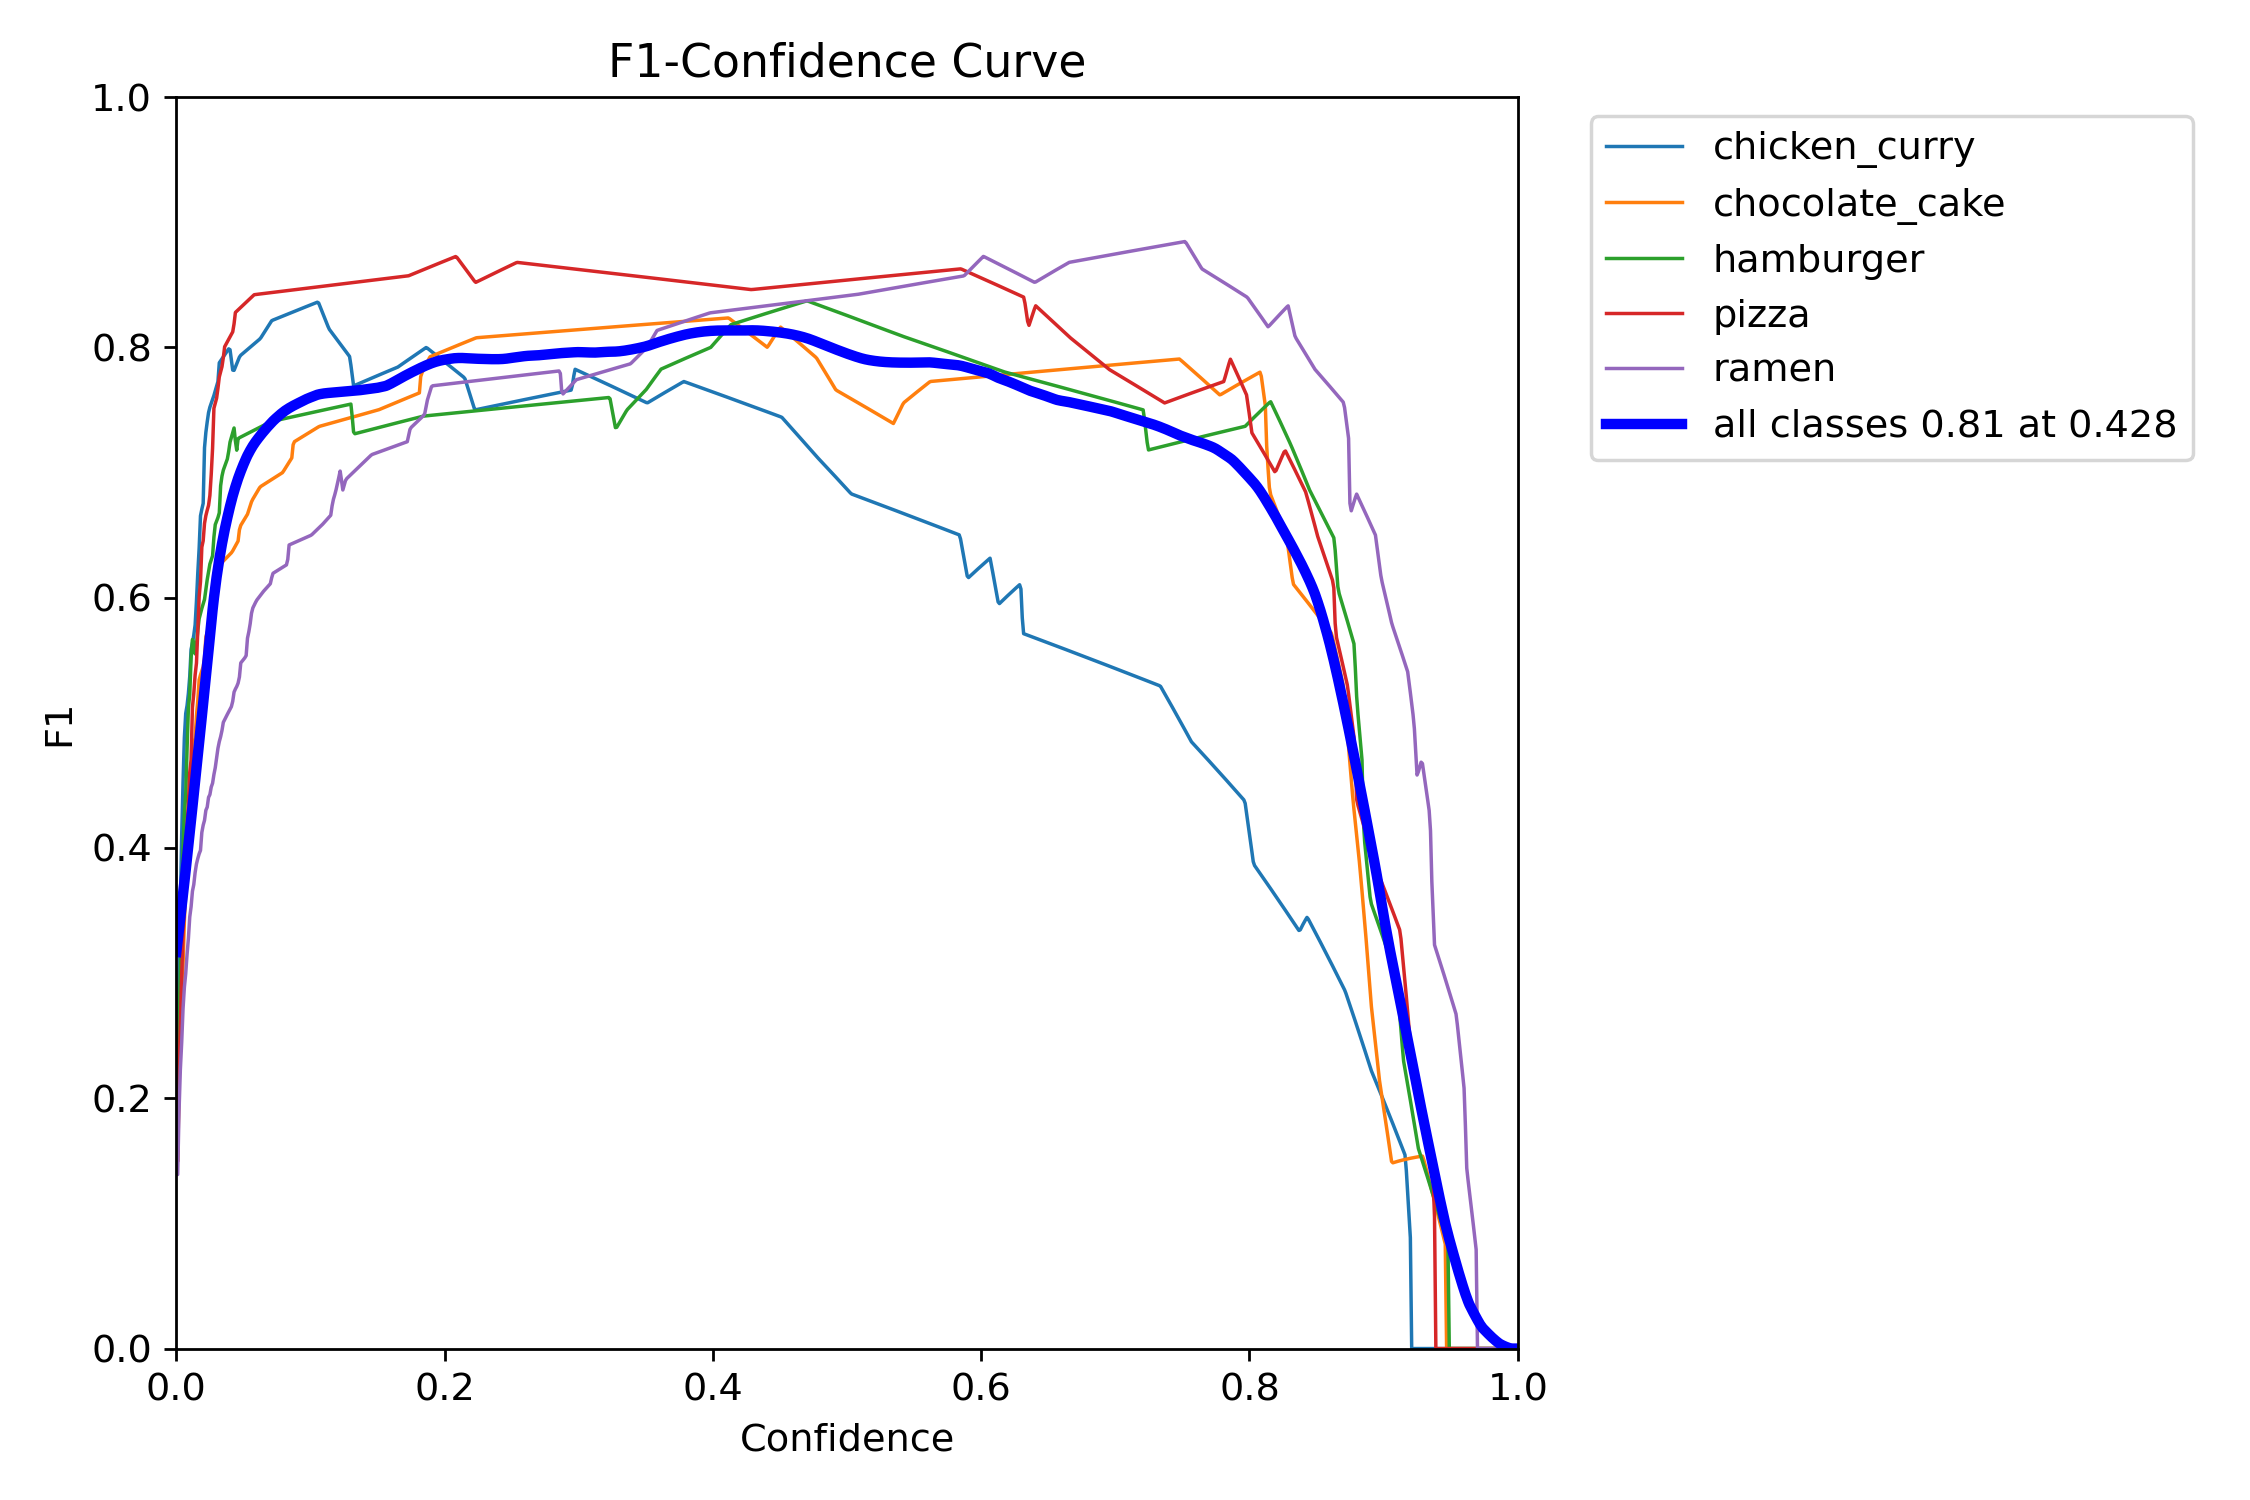 F1-Confidence Curve
1.0
0.8
0.6
0.4
0.2
0.0
F1
0.0 0.2 0.4 0.6 0.8 1.0
Confidence
chicken_curry
chocolate_cake
hamburger
pizza
ramen
all classes 0.81 at 0.428